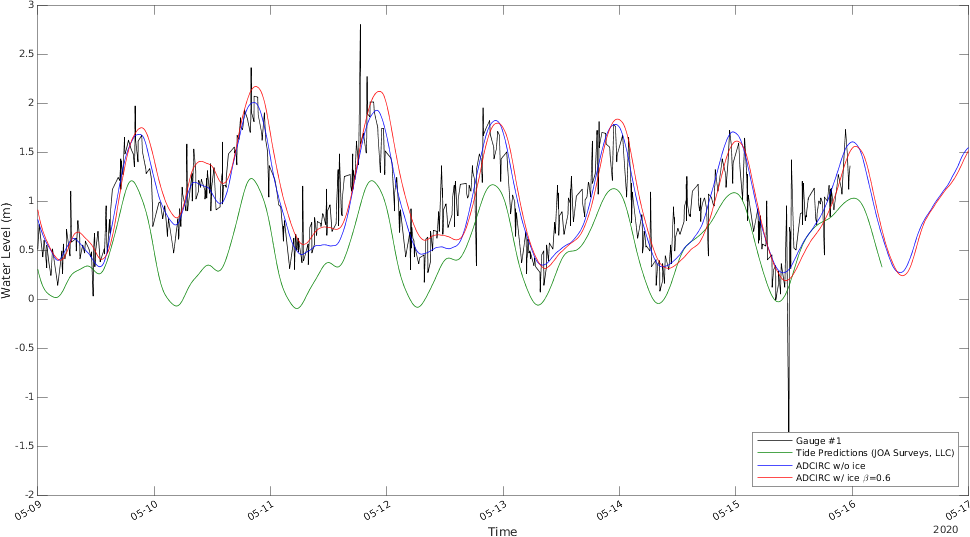 3
2.5
2
1.5
1
0.5
0
-0.5
-1
-1.5
-2
Water Level (m)
Gauge #1
Tide Predictions (JOA Surveys, LLC)
ADCIRC w/o ice
ADCIRC w/ ice β=0.6
05-09 05-10 05-11 05-12 05-13 05-14 05-15 05-16 05-17
Time
2020